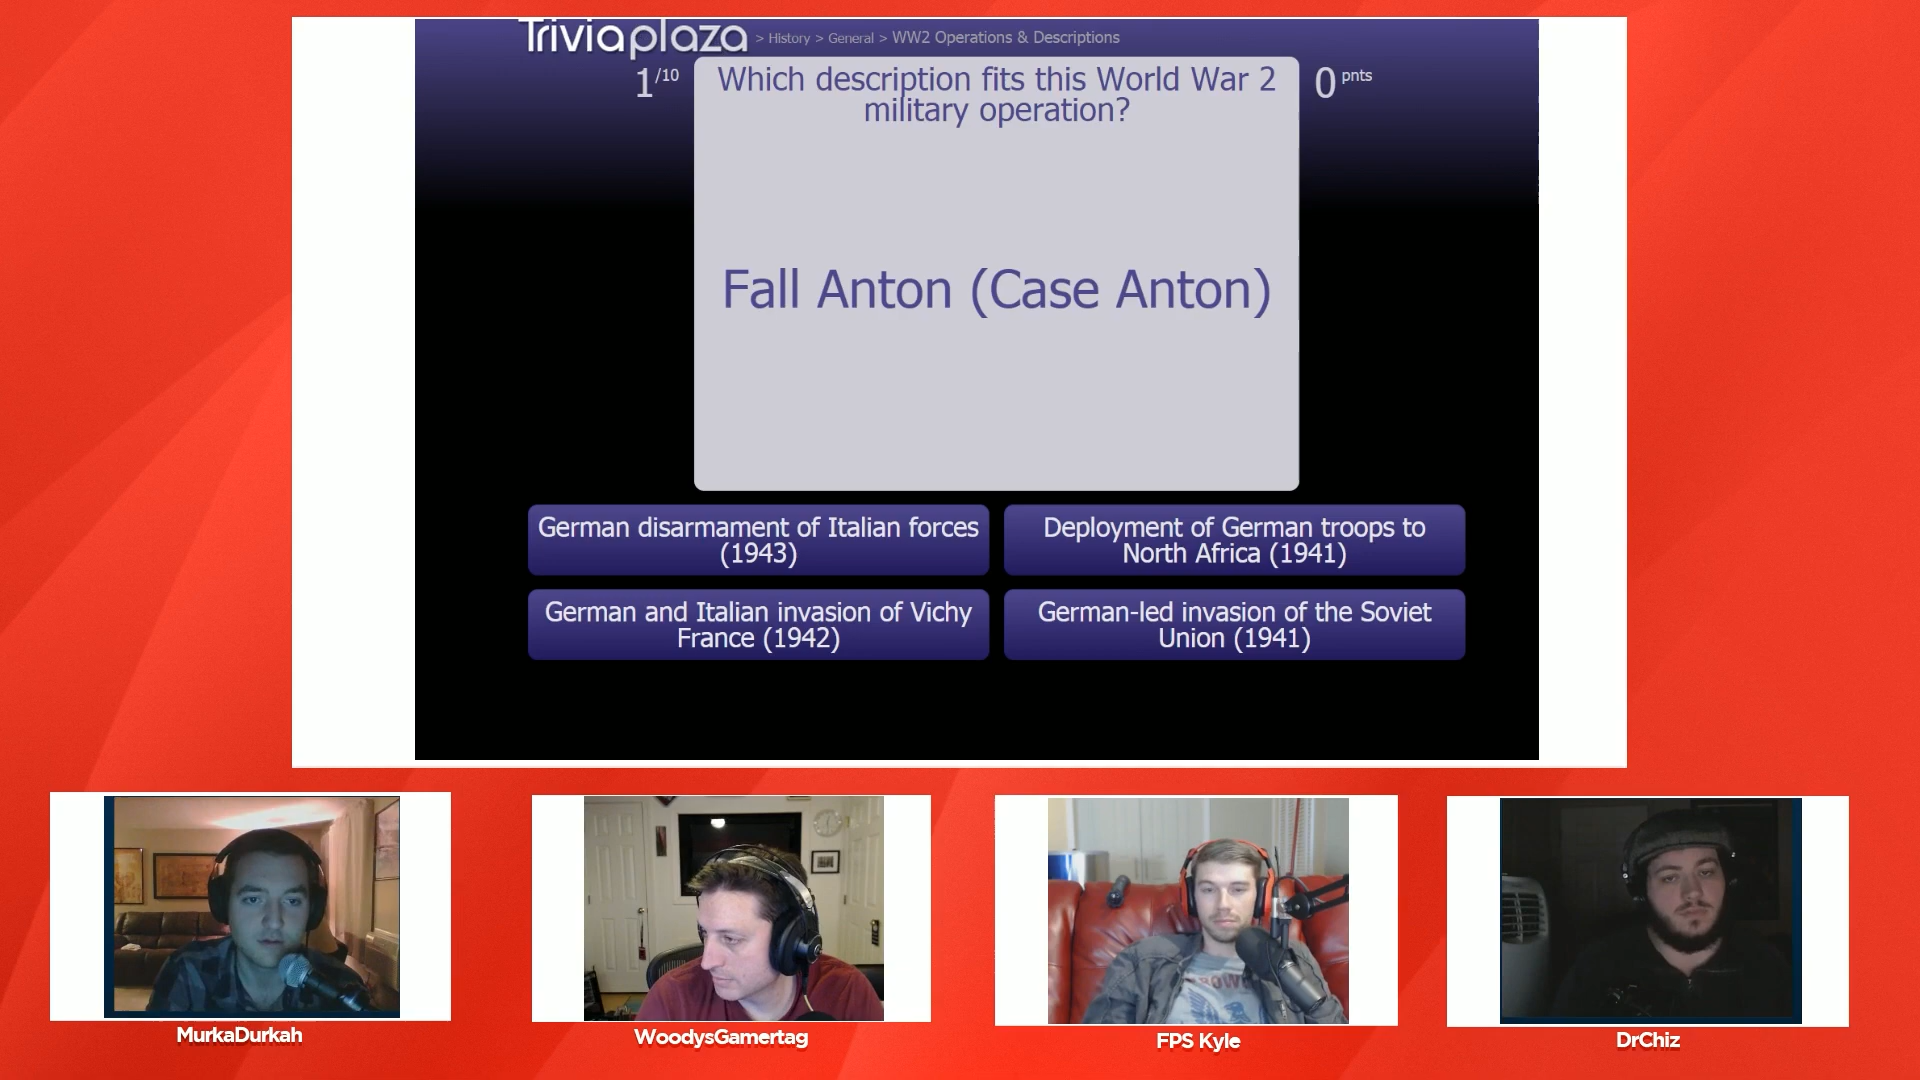 Triviaplaza > History > General > WW2 Operations & Descriptions
1/10
Which description fits this World War 2
military operation?
0 pnts
Fall Anton (Case Anton)
German disarmament of Italian forces
(1943)
Deployment of German troops to
North Africa (1941)
German and Italian invasion of Vichy
France (1942)
German-led invasion of the Soviet
Union (1941)
MurkaDurkah
WoodysGamertag
FPS Kyle
DrChiz